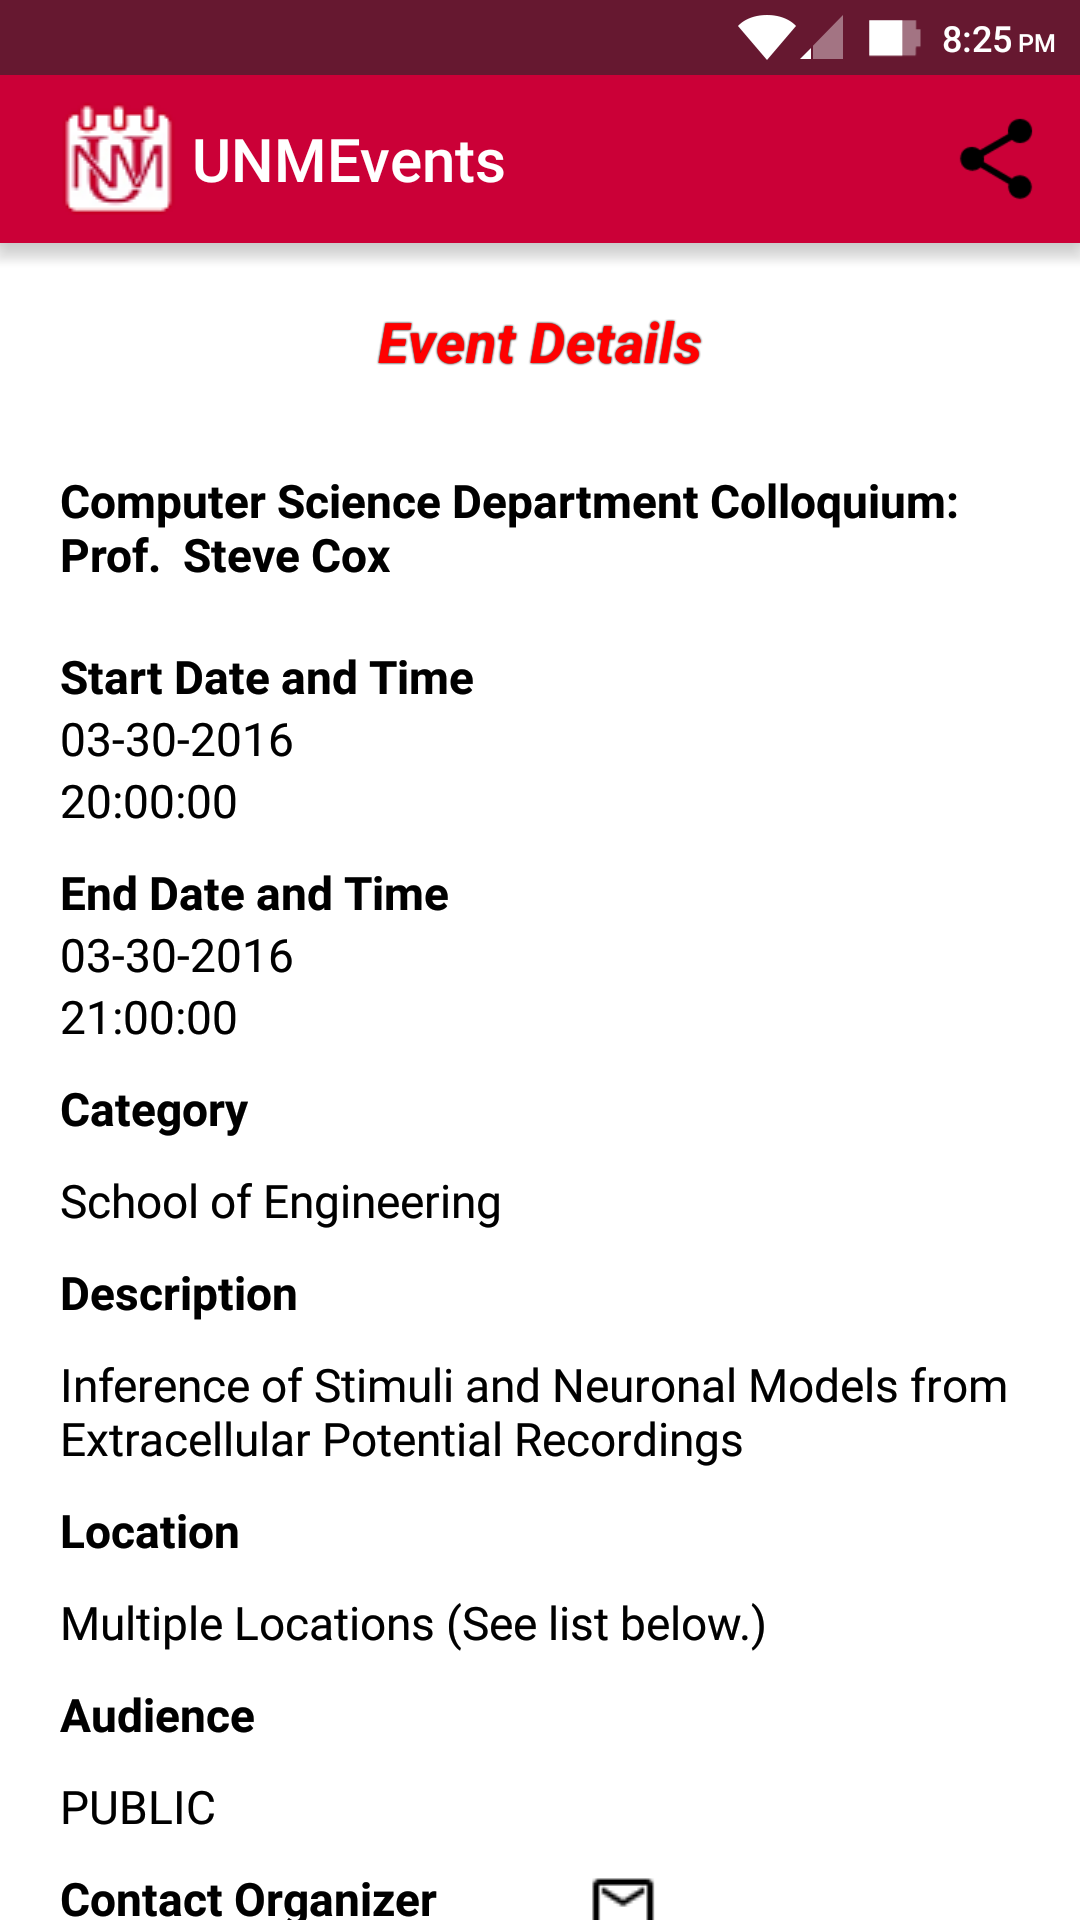 8:25 PM
UNM
UNMEvents
Event Details
Computer Science Department Colloquium:
Prof.  Steve Cox
Start Date and Time
03-30-2016
20:00:00
End Date and Time
03-30-2016
21:00:00
Category
School of Engineering
Description
Inference of Stimuli and Neuronal Models from
Extracellular Potential Recordings
Location
Multiple Locations (See list below.)
Audience
PUBLIC
Contact Organizer